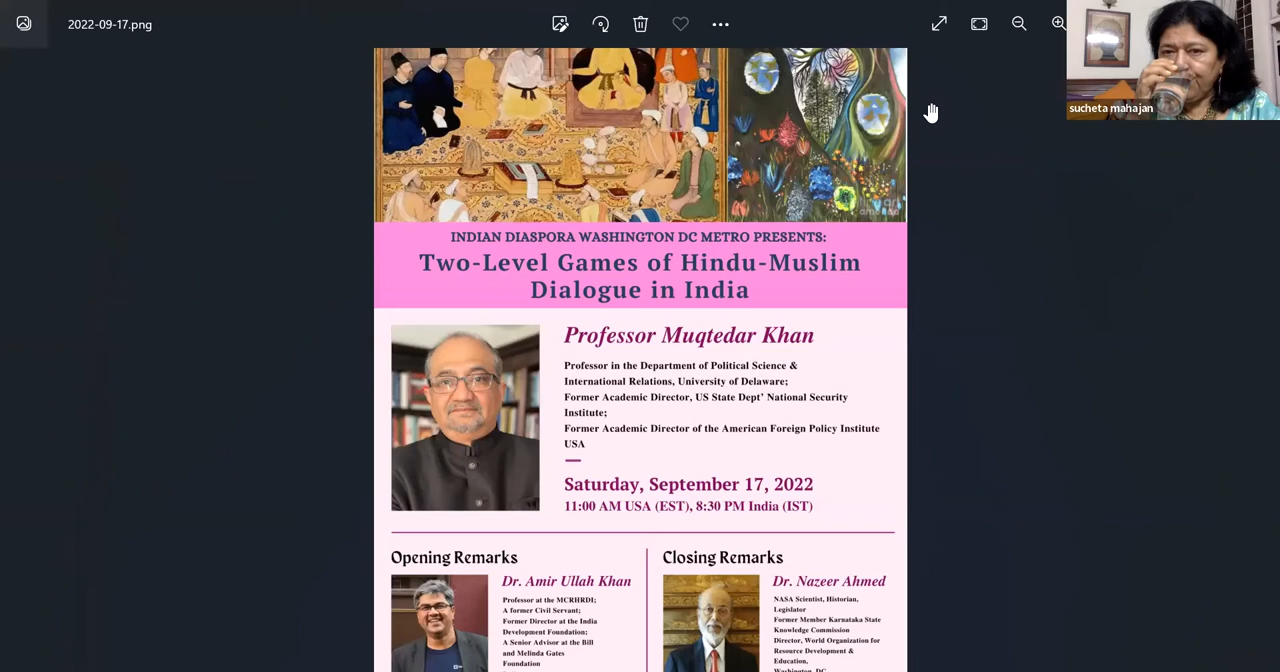 2022-09-17.png
sucheta mahajan
INDIAN DIASPORA WASHINGTON DC METRO PRESENTS:
Two-Level Games of Hindu-Muslim
Dialogue in India
Professor Muqtedar Khan
Professor in the Department of Political Science &
International Relations, University of Delaware;
Former Academic Director, US State Dept' National Security
Institute;
Former Academic Director of the American Foreign Policy Institute
USA
Saturday, September 17, 2022
11:00 AM USA (EST), 8:30 PM India (IST)
Opening Remarks
Dr. Amir Ullah Khan
Professor at the MCRHRDI;
A former Civil Servant;
Former Director at the India
Development Foundation;
A Senior Advisor at the Bill
and Melinda Gates
Foundation
Closing Remarks
Dr. Nazeer Ahmed
NASA Scientist, Historian,
Legislator
Former Member Karnataka State
Knowledge Commission
Director, World Organization for
Resource Development &
Education,
Washington, DC